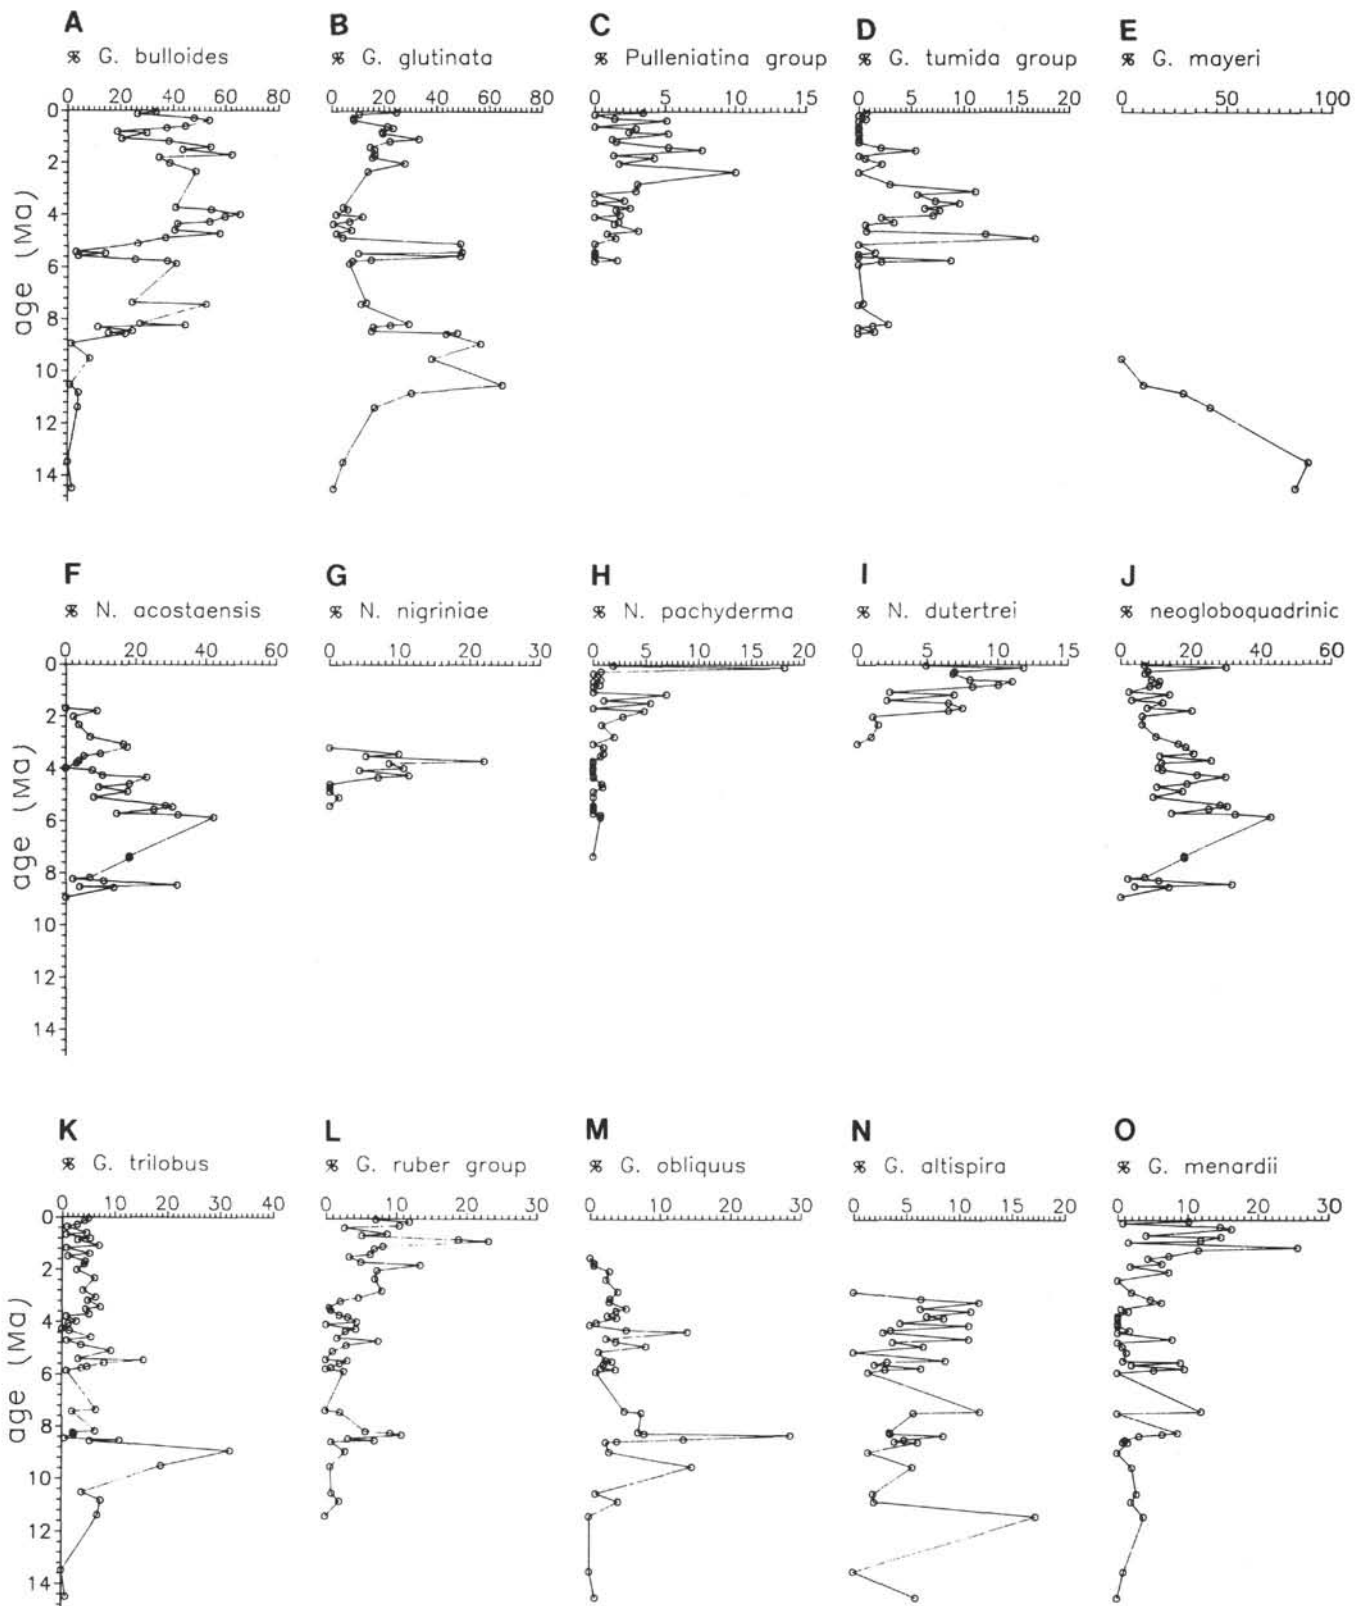 A B C D E
% G. bulloides % G. glutinata % Pulleniatina group % G. tumida group % G. mayeri
0 20 40 60 80 0 20 40 60 80 0 5 10 15 0 5 10 15 20 0 50 100
0
2
4
6
8
10
12
14
age (Ma)
F G H I J
% N. acostaensis % N. nigriniae % N. pachyderma % N. dutertrei % neogloboquadrinic
0 20 40 60 0 10 20 30 0 5 10 15 20 0 5 10 15 0 20 40 60
0
2
4
6
8
10
12
14
age (Ma)
K L M N O
% G. trilobus % G. ruber group % G. obliquus % G. altispira % G. menardii
0 10 20 30 40 0 10 20 30 0 10 20 30 0 5 10 15 20 0 10 20 30
0
2
4
6
8
10
12
14
age (Ma)